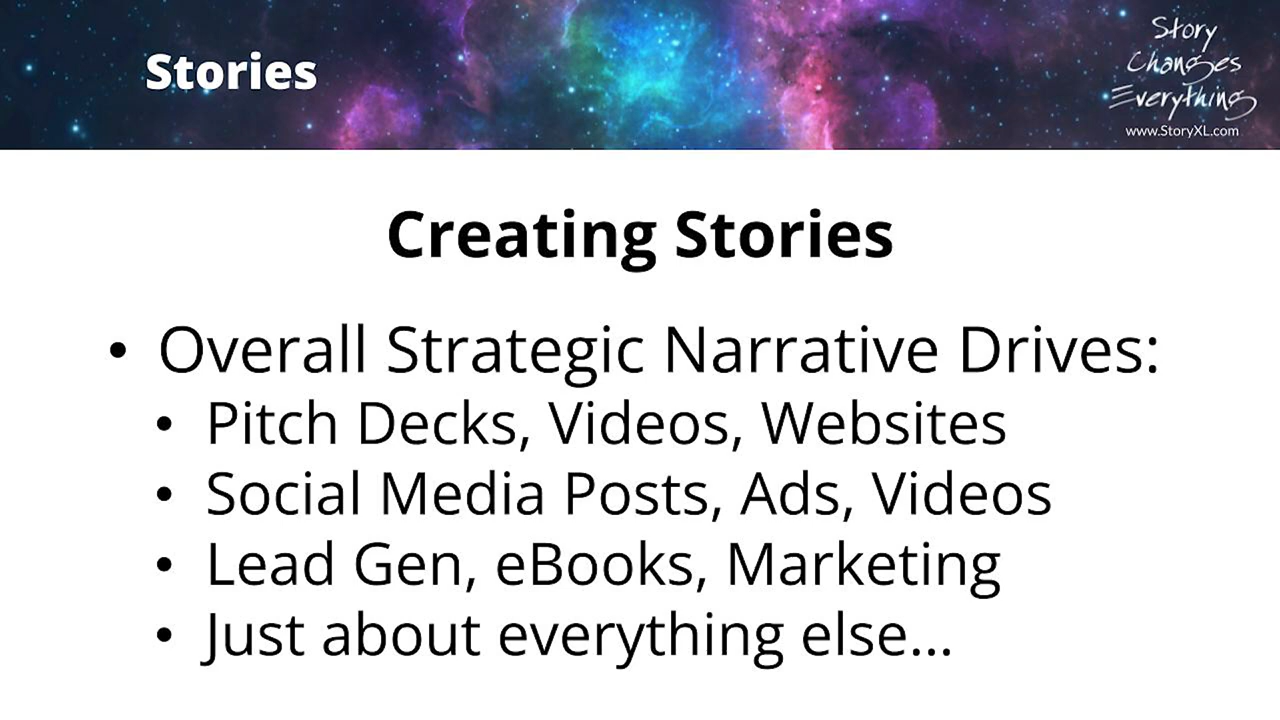 Stories
Story
Changes
Everything
www.StoryXL.com
Creating Stories
• Overall Strategic Narrative Drives:
• Pitch Decks, Videos, Websites
• Social Media Posts, Ads, Videos
• Lead Gen, eBooks, Marketing
• Just about everything else...